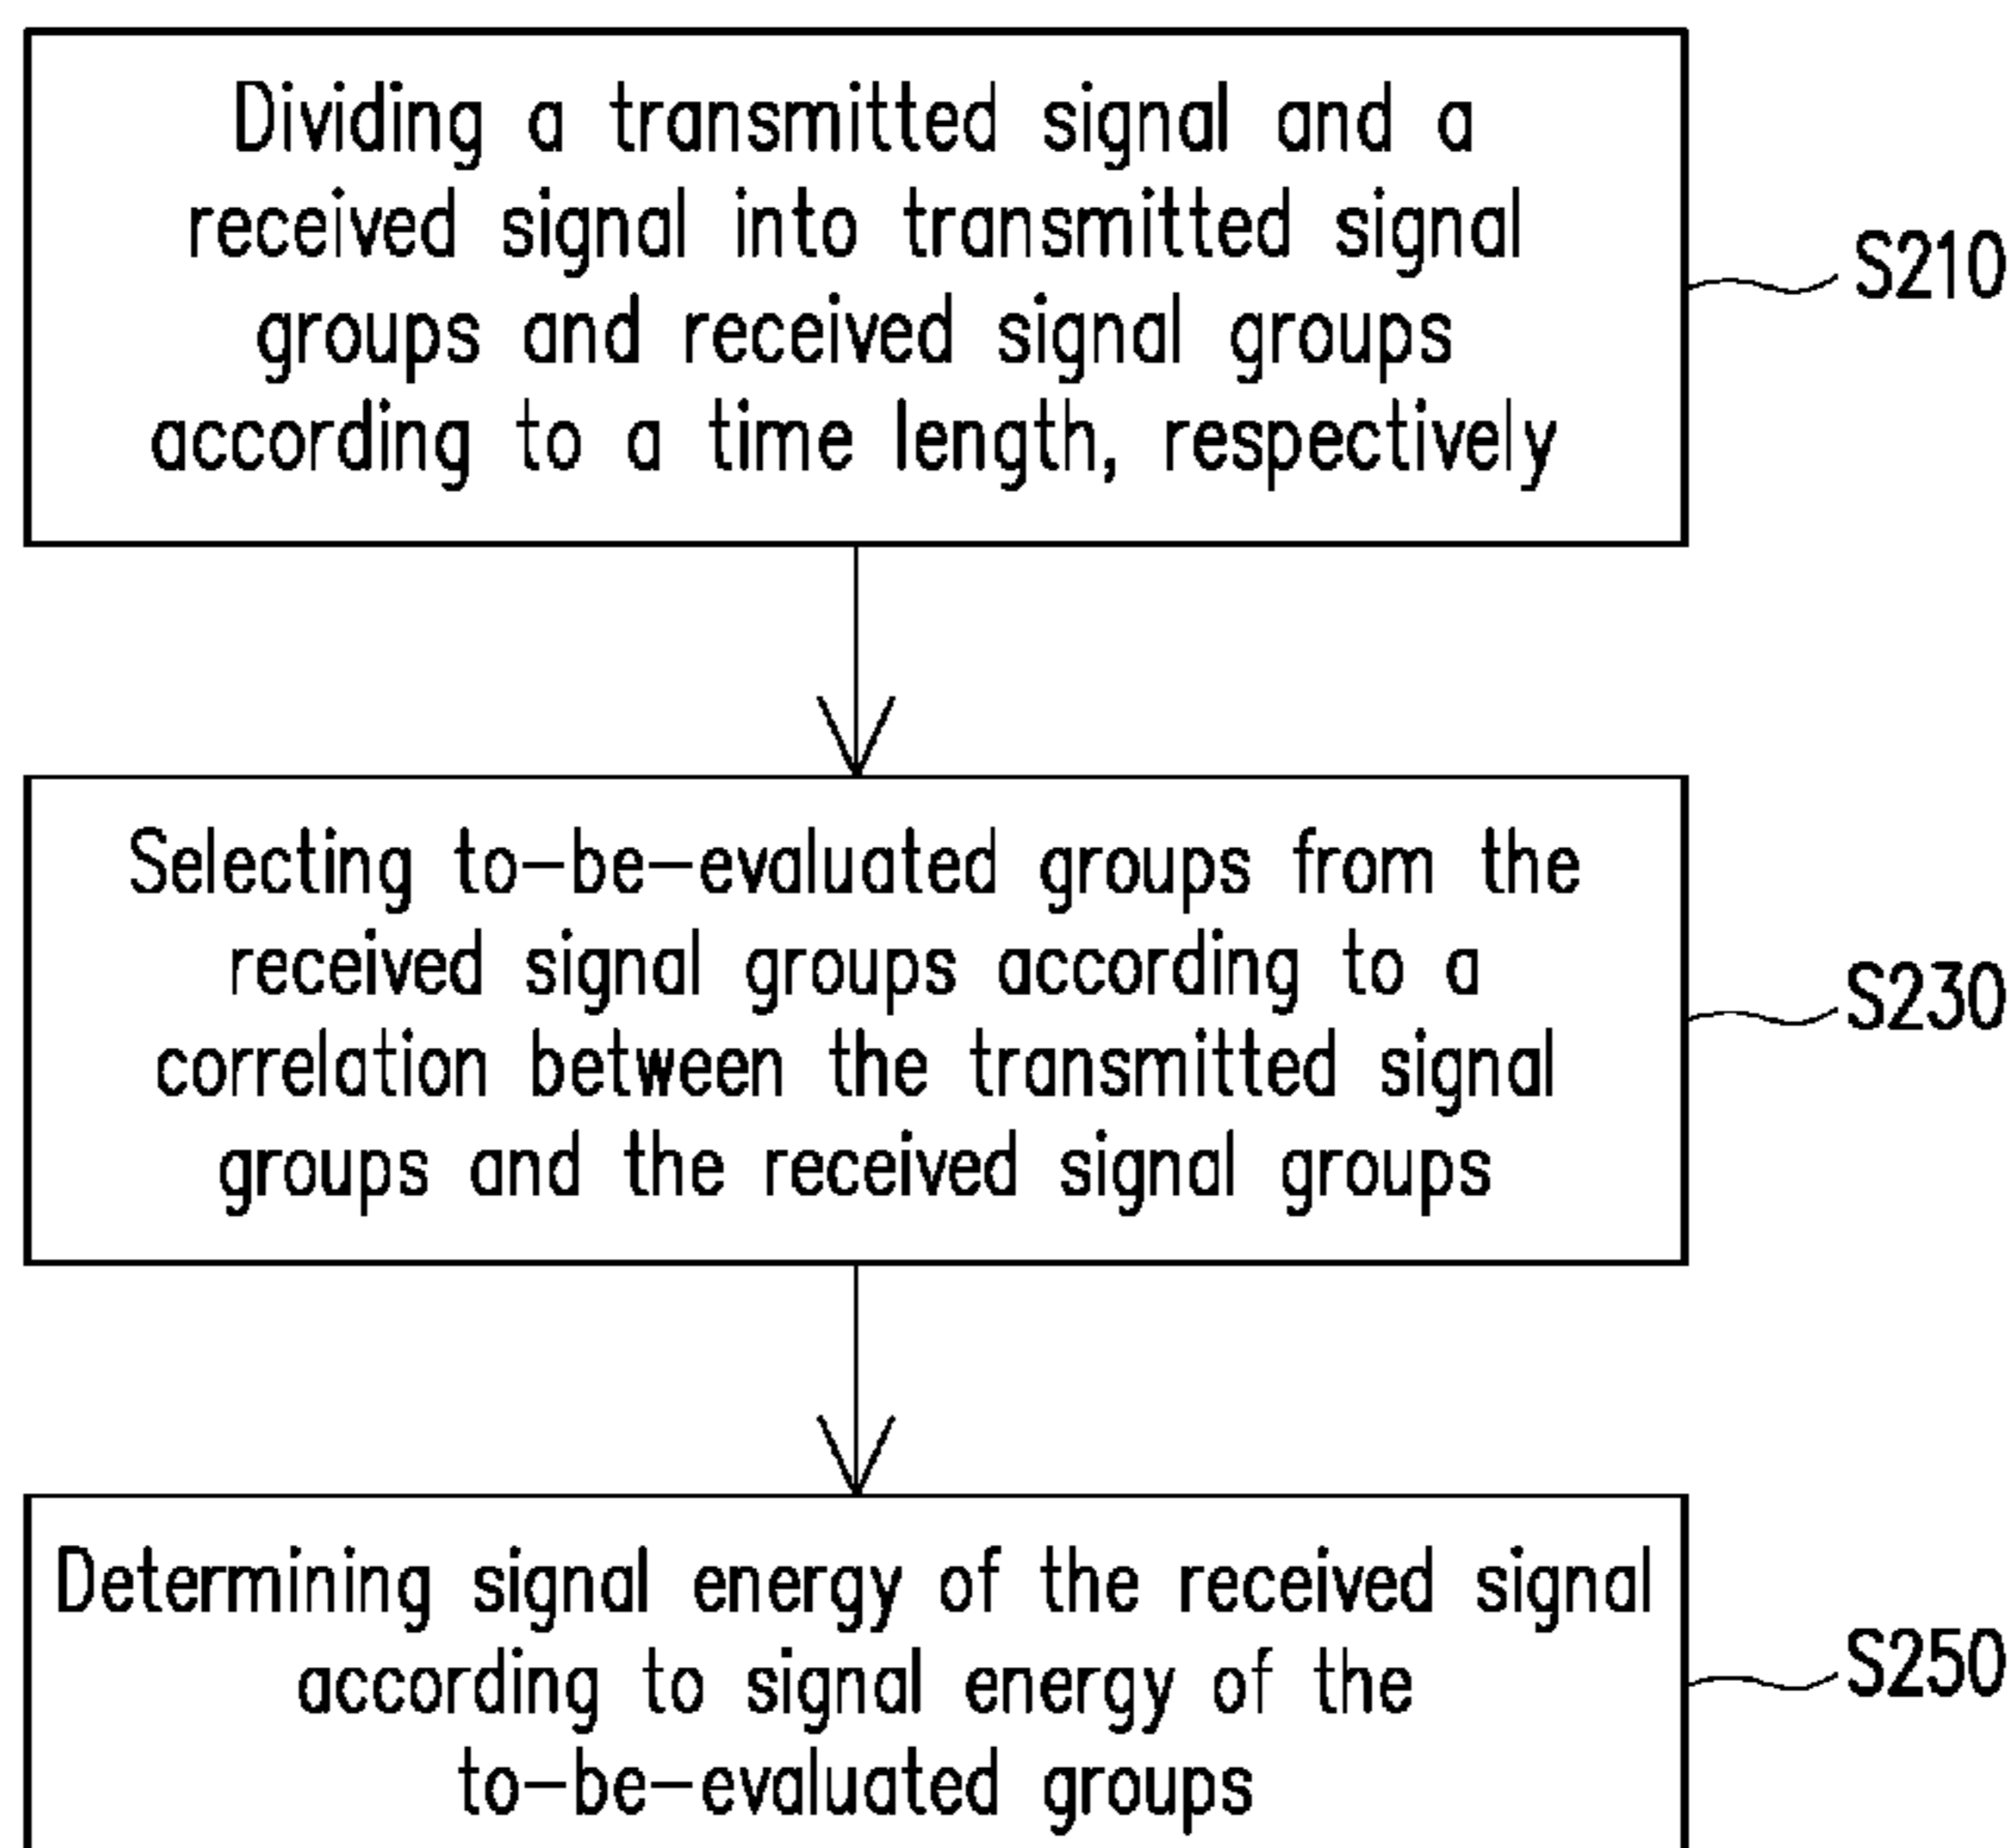 Dividing a transmitted signal and a
received signal into transmitted signal
groups and received signal groups
according to a time length, respectively
S210
Selecting to-be-evaluated groups from the
received signal groups according to a
correlation between the transmitted signal
groups and the received signal groups
S230
Determining signal energy of the received signal
according to signal energy of the
to-be-evaluated groups
S250